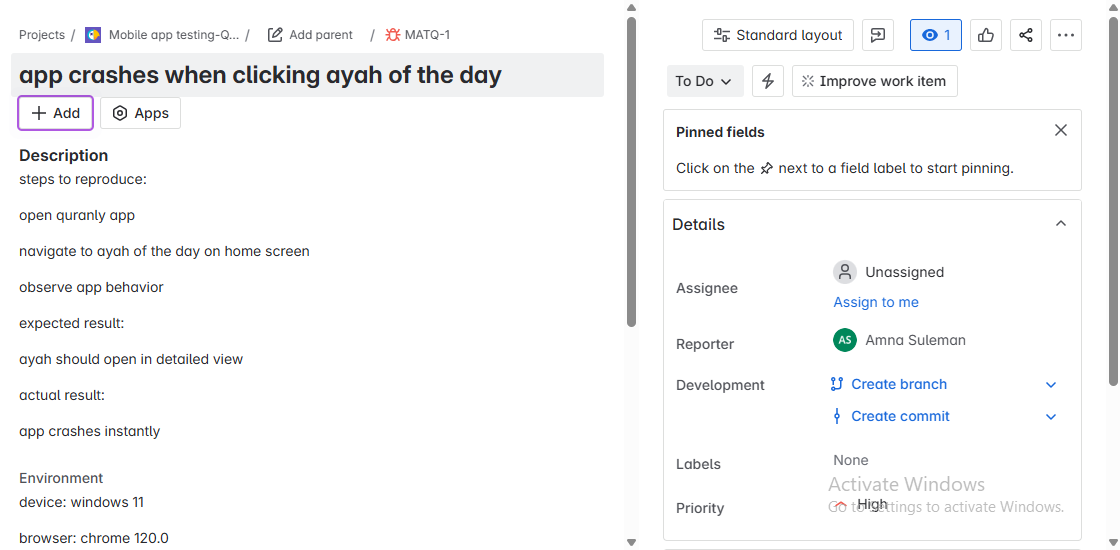 Projects / Mobile app testing-Q... / Add parent / MATQ-1
app crashes when clicking ayah of the day
Add Apps
Description
steps to reproduce:
open quranly app
navigate to ayah of the day on home screen
observe app behavior
expected result:
ayah should open in detailed view
actual result:
app crashes instantly
Environment
device: windows 11
browser: chrome 120.0
Standard layout 1
To Do Improve work item
Pinned fields
Click on the next to a field label to start pinning.
Details
Assignee Unassigned
Assign to me
Reporter AS Amna Suleman
Development Create branch
Create commit
Labels None
Priority High
Activate Windows
Go to Settings to activate Windows.